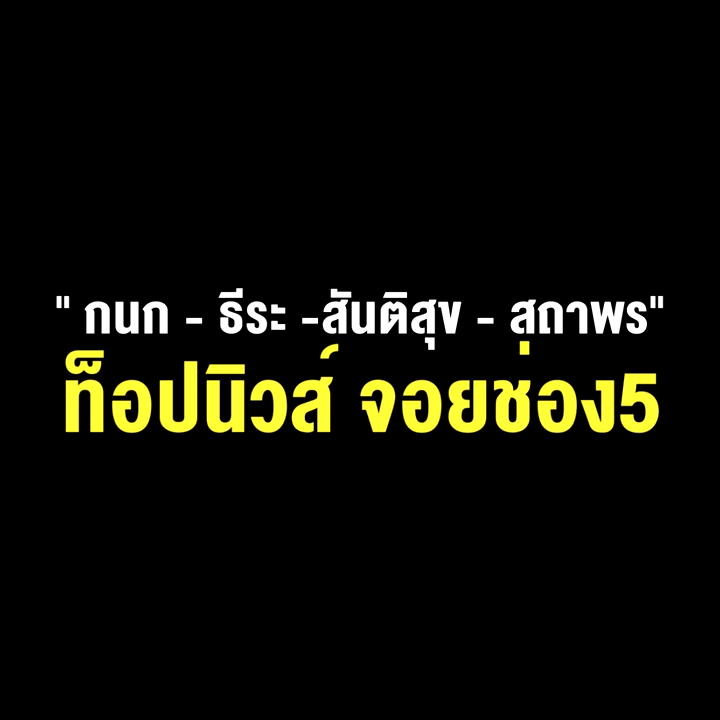 " กนก - ธีระ -สันติสุข - สถาพร"
ท็อปนิวส์ จอยช่อง5